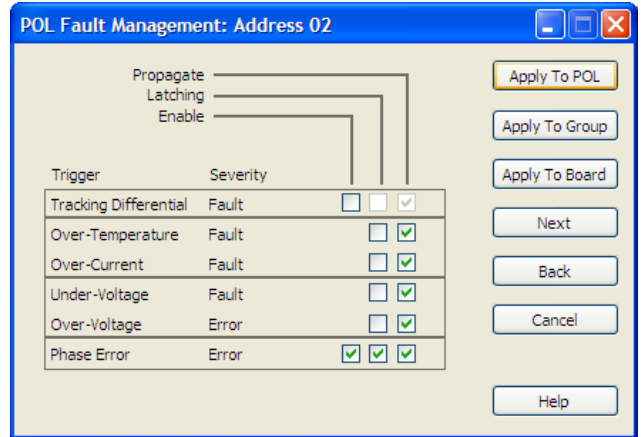 POL Fault Management: Address 02
Propagate
Latching
Enable
Trigger Severity
Tracking Differential Fault
Over-Temperature Fault
Over-Current Fault
Under-Voltage Fault
Over-Voltage Error
Phase Error Error
Apply To POL
Apply To Group
Apply To Board
Next
Back
Cancel
Help